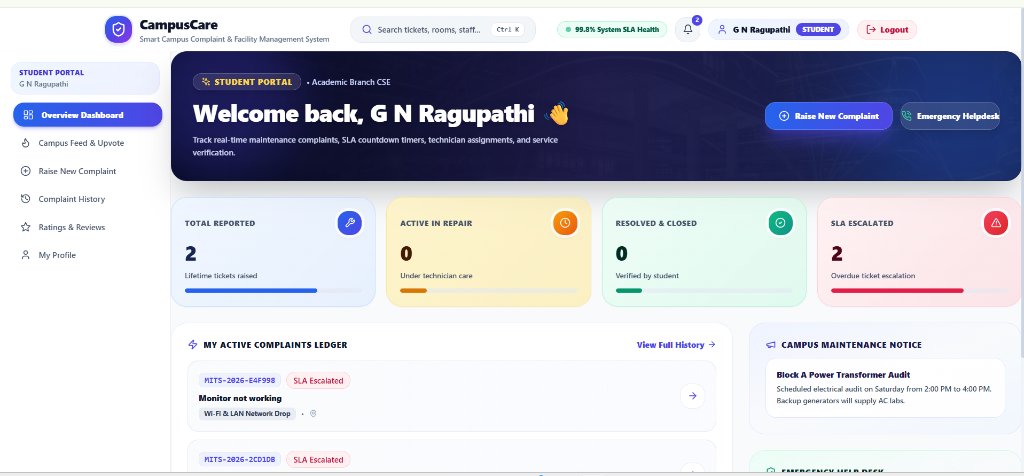 CampusCare
Smart Campus Complaint & Facility Management System
Search tickets, rooms, staff...
Ctrl K
99.8% System SLA Health
2
G N Ragupathi
STUDENT
Logout
STUDENT PORTAL
G N Ragupathi
Overview Dashboard
Campus Feed & Upvote
Raise New Complaint
Complaint History
Ratings & Reviews
My Profile
STUDENT PORTAL
• Academic Branch CSE
Welcome back, G N Ragupathi
Track real-time maintenance complaints, SLA countdown timers, technician assignments, and service
verification.
Raise New Complaint
Emergency Helpdesk
TOTAL REPORTED
2
Lifetime tickets raised
ACTIVE IN REPAIR
0
Under technician care
RESOLVED & CLOSED
0
Verified by student
SLA ESCALATED
2
Overdue ticket escalation
MY ACTIVE COMPLAINTS LEDGER
View Full History
MITS-2026-E4F998
SLA Escalated
Monitor not working
Wi-Fi & LAN Network Drop
MITS-2026-2CD1DB
SLA Escalated
CAMPUS MAINTENANCE NOTICE
Block A Power Transformer Audit
Scheduled electrical audit on Saturday from 2:00 PM to 4:00 PM.
Backup generators will supply AC labs.
EMERGENCY HELP DESK